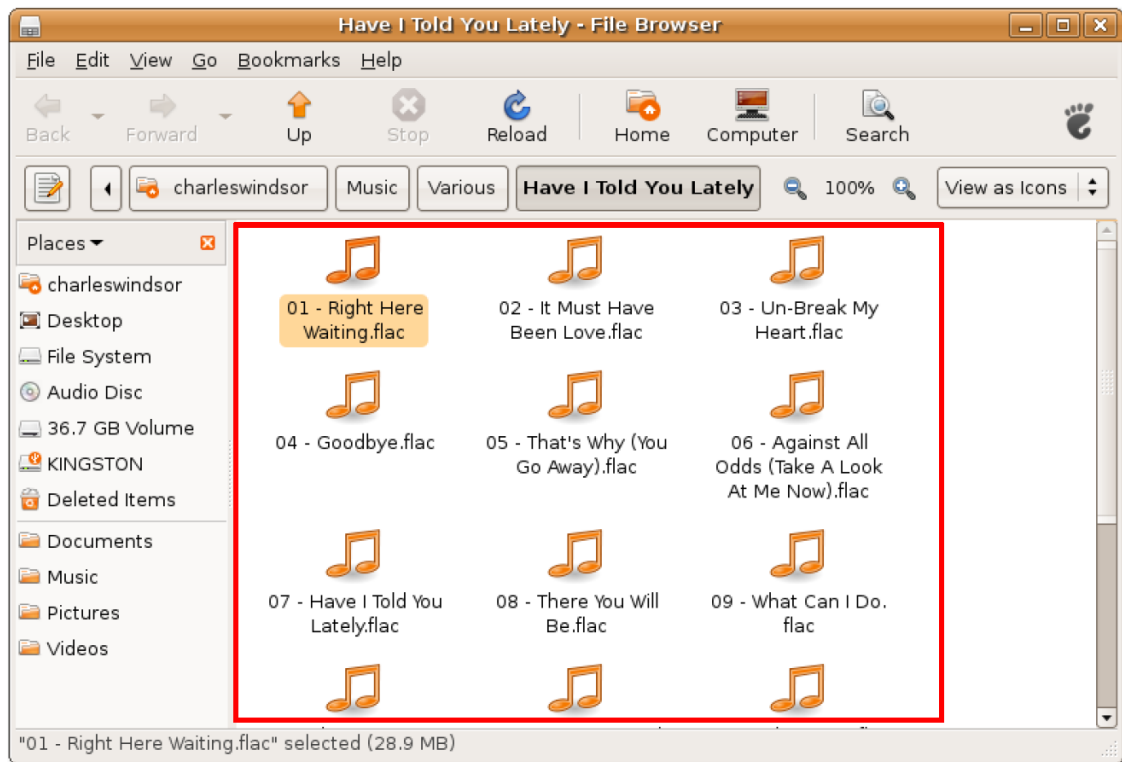 Have I Told You Lately - File Browser
File Edit View Go Bookmarks Help
Back Forward Up Stop Reload Home Computer Search
charleswindsor Music Various Have I Told You Lately 100% View as Icons
Places
charleswindsor
Desktop
File System
Audio Disc
36.7 GB Volume
KINGSTON
Deleted Items
Documents
Music
Pictures
Videos
01 - Right Here
Waiting.flac
02 - It Must Have
Been Love.flac
03 - Un-Break My
Heart.flac
04 - Goodbye.flac
05 - That's Why (You
Go Away).flac
06 - Against All
Odds (Take A Look
At Me Now).flac
07 - Have I Told You
Lately.flac
08 - There You Will
Be.flac
09 - What Can I Do.
flac
"01 - Right Here Waiting.flac" selected (28.9 MB)